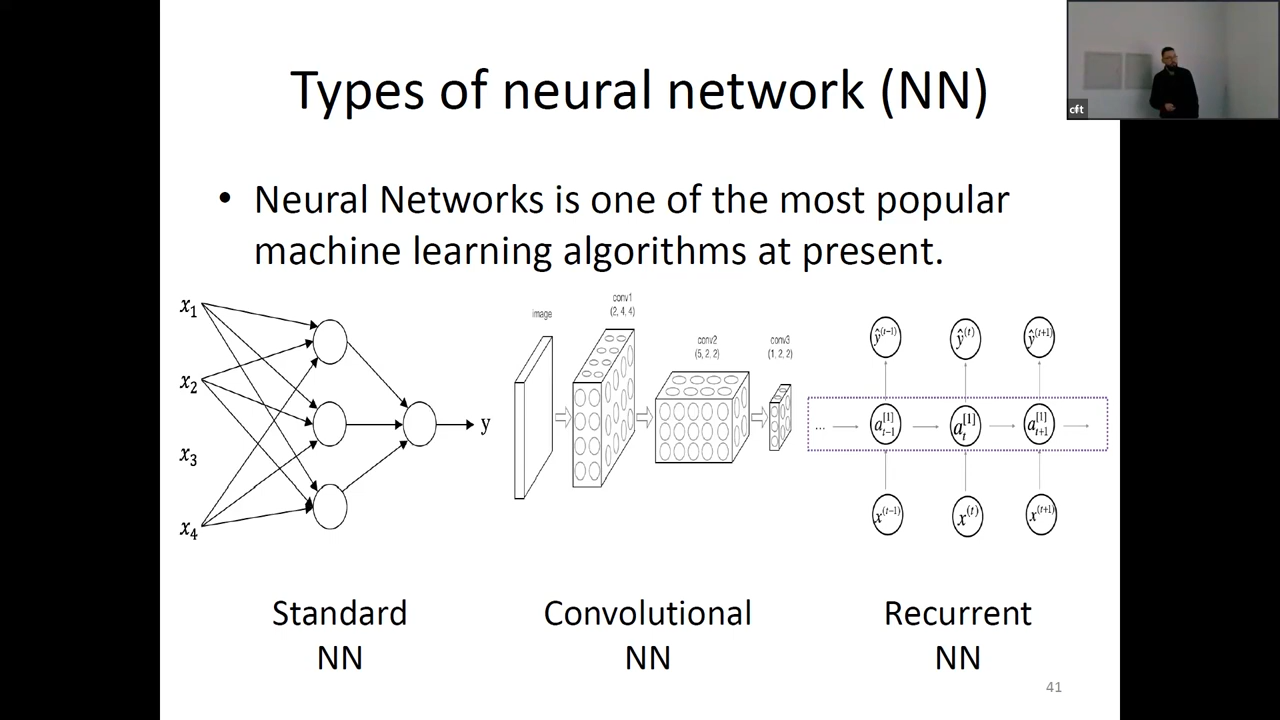 Types of neural network (NN)
cft
• Neural Networks is one of the most popular
machine learning algorithms at present.
x₁
x₂
x₃
x₄
y
image
conv1
(2, 4, 4)
conv2
(5, 2, 2)
conv3
(1, 2, 2)
ŷ⁽ᵗ⁻¹⁾ ŷ⁽ᵗ⁾ ŷ⁽ᵗ⁺¹⁾
... a[1]t-1 a[1]t a[1]t+1
x⁽ᵗ⁻¹⁾ x⁽ᵗ⁾ x⁽ᵗ⁺¹⁾
Standard
NN
Convolutional
NN
Recurrent
NN
41